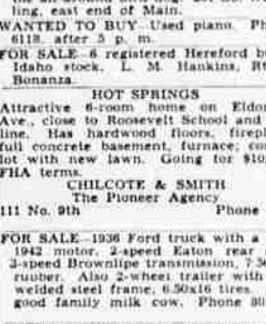 ling, east end of Main.
WANTED TO BUY Used piano. Ph
6118, after 5 p. m.
FOR SALE 6 registered Hereford bu
Idaho stock. L. M. Hankins, Rt
Bonanza.
HOT SPRINGS
Attractive 6-room home on Eldor
Ave., close to Roosevelt School and
line. Has hardwood floors, firepl
full concrete basement, furnace; co
lot with new lawn. Going for $10,
FHA terms.
CHILCOTE & SMITH
The Pioneer Agency
111 No. 9th Phone
FOR SALE 1936 Ford truck with a
1942 motor, 2-speed Eaton rear
3-speed Brownlipe transmission, 7.50
rubber. Also 2-wheel trailer with
welded steel frame, 6.50x16 tires.
good family milk cow. Phone